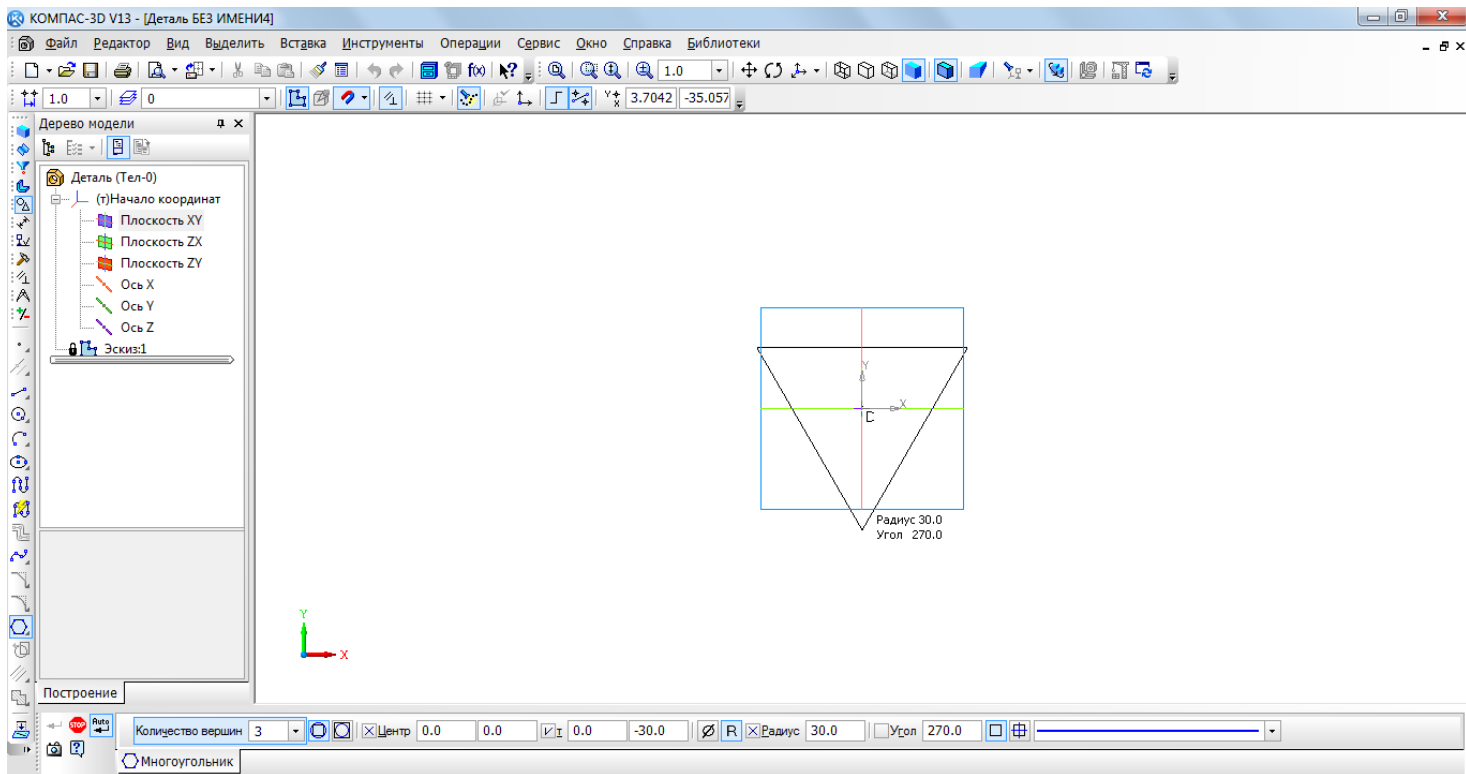 КОМПАС-3D V13 - [Деталь БЕЗ ИМЕНИ4]
Файл Редактор Вид Выделить Вставка Инструменты Операции Сервис Окно Справка Библиотеки
1.0
1.0 0 3.7042 -35.057
Дерево модели
Деталь (Тел-0)
(т)Начало координат
Плоскость XY
Плоскость ZX
Плоскость ZY
Ось X
Ось Y
Ось Z
Эскиз:1
Y
X
Радиус 30.0
Угол 270.0
Y
X
Построение
STOP Auto Количество вершин 3 Центр 0.0 0.0 т 0.0 -30.0 R Радиус 30.0 Угол 270.0
Многоугольник